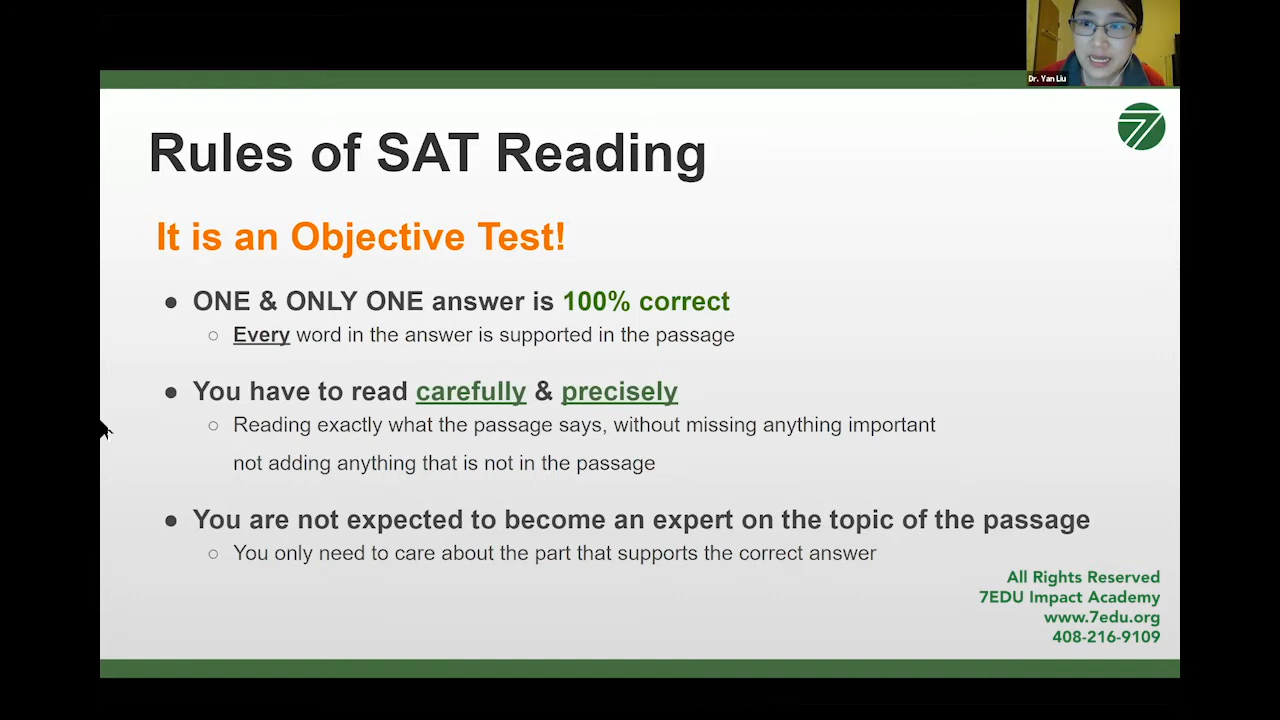 Dr. Yan Liu
Rules of SAT Reading
It is an Objective Test!
● ONE & ONLY ONE answer is 100% correct
○ Every word in the answer is supported in the passage
● You have to read carefully & precisely
○ Reading exactly what the passage says, without missing anything important
not adding anything that is not in the passage
● You are not expected to become an expert on the topic of the passage
○ You only need to care about the part that supports the correct answer
All Rights Reserved
7EDU Impact Academy
www.7edu.org
408-216-9109